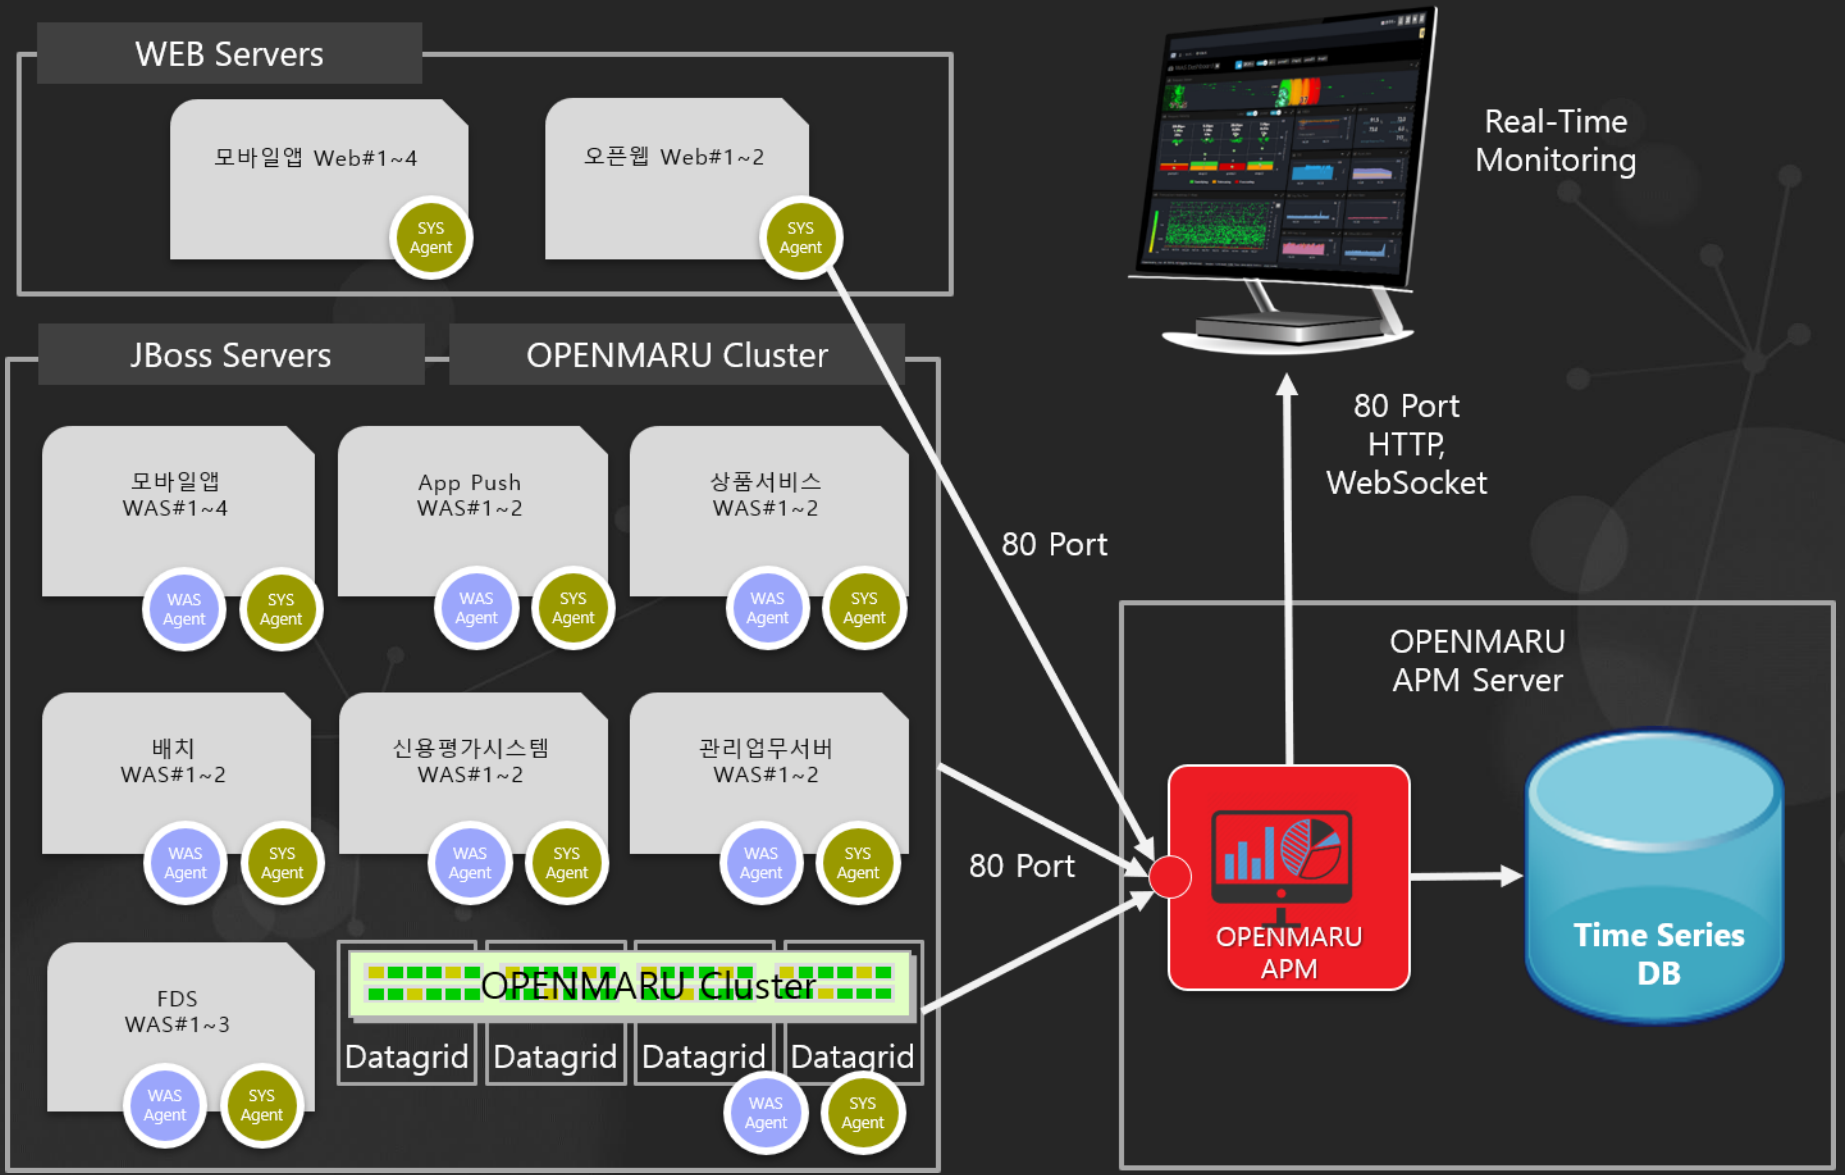 WEB Servers
모바일앱 Web#1~4
SYS
Agent
오픈웹 Web#1~2
SYS
Agent
Real-Time
Monitoring
JBoss Servers
OPENMARU Cluster
모바일앱
WAS#1~4
WAS
Agent
SYS
Agent
App Push
WAS#1~2
WAS
Agent
SYS
Agent
상품서비스
WAS#1~2
WAS
Agent
SYS
Agent
배치
WAS#1~2
WAS
Agent
SYS
Agent
신용평가시스템
WAS#1~2
WAS
Agent
SYS
Agent
관리업무서버
WAS#1~2
WAS
Agent
SYS
Agent
FDS
WAS#1~3
WAS
Agent
SYS
Agent
OPENMARU Cluster
Datagrid
Datagrid
Datagrid
Datagrid
WAS
Agent
SYS
Agent
80 Port
80 Port
80 Port
HTTP,
WebSocket
OPENMARU
APM Server
OPENMARU
APM
Time Series
DB